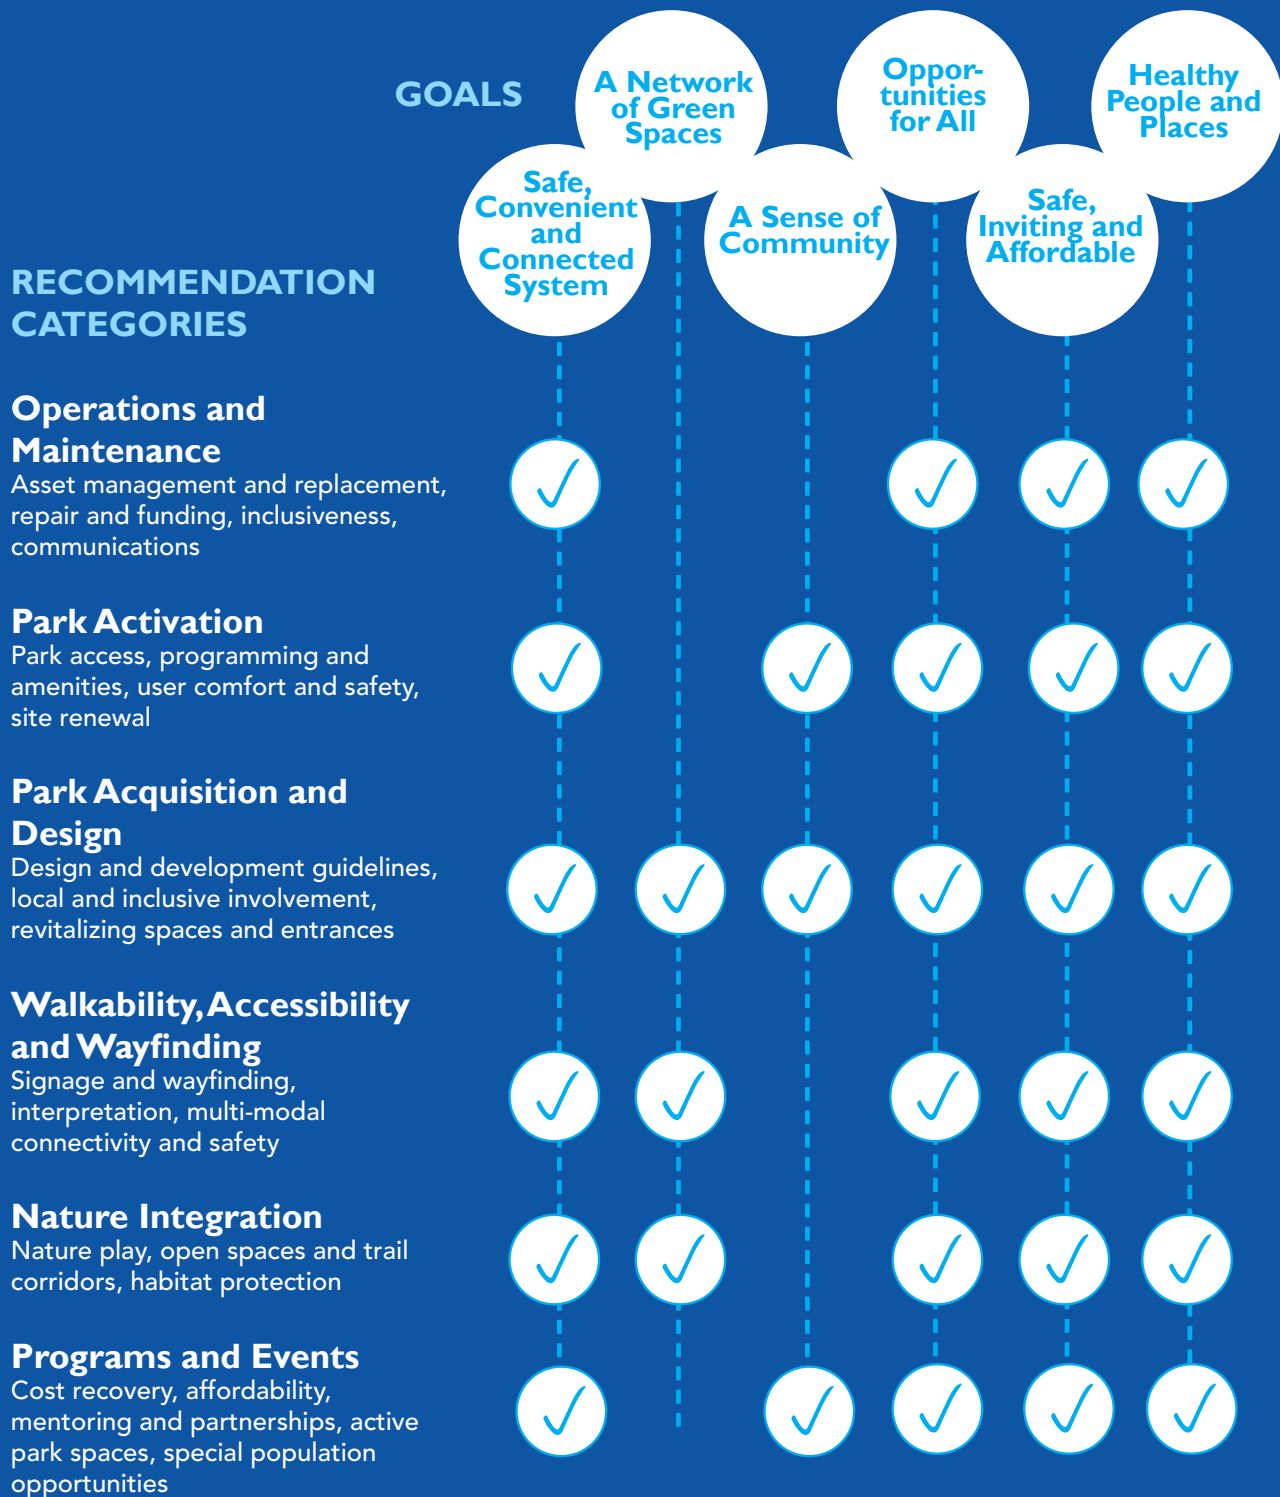 GOALS
A Network
of Green
Spaces
Oppor-
tunities
for All
Healthy
People and
Places
Safe,
Convenient
and
Connected
System
A Sense of
Community
Safe,
Inviting and
Affordable
RECOMMENDATION
CATEGORIES
Operations and
Maintenance
Asset management and replacement,
repair and funding, inclusiveness,
communications
Park Activation
Park access, programming and
amenities, user comfort and safety,
site renewal
Park Acquisition and
Design
Design and development guidelines,
local and inclusive involvement,
revitalizing spaces and entrances
Walkability, Accessibility
and Wayfinding
Signage and wayfinding,
interpretation, multi-modal
connectivity and safety
Nature Integration
Nature play, open spaces and trail
corridors, habitat protection
Programs and Events
Cost recovery, affordability,
mentoring and partnerships, active
park spaces, special population
opportunities